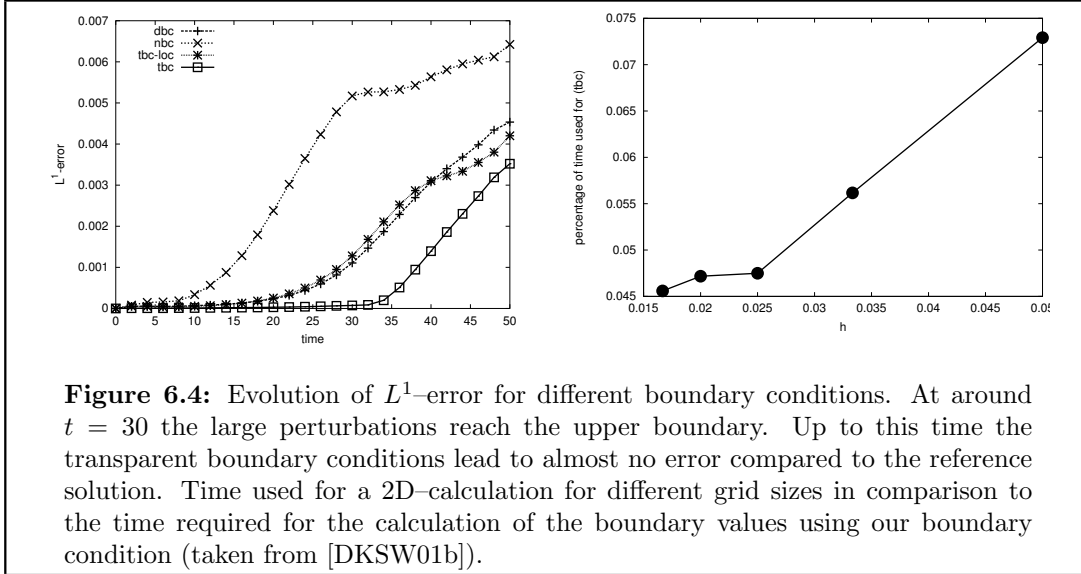 0.007
0.006
0.005
0.004
0.003
0.002
0.001
0
L¹-error
dbc
nbc
tbc-loc
tbc
0 5 10 15 20 25 30 35 40 45 50
time
0.075
0.07
0.065
0.06
0.055
0.05
0.045
percentage of time used for (tbc)
0.015 0.02 0.025 0.03 0.035 0.04 0.045 0.05
h
Figure 6.4: Evolution of L¹–error for different boundary conditions. At around
t = 30 the large perturbations reach the upper boundary. Up to this time the
transparent boundary conditions lead to almost no error compared to the reference
solution. Time used for a 2D–calculation for different grid sizes in comparison to
the time required for the calculation of the boundary values using our boundary
condition (taken from [DKSW01b]).